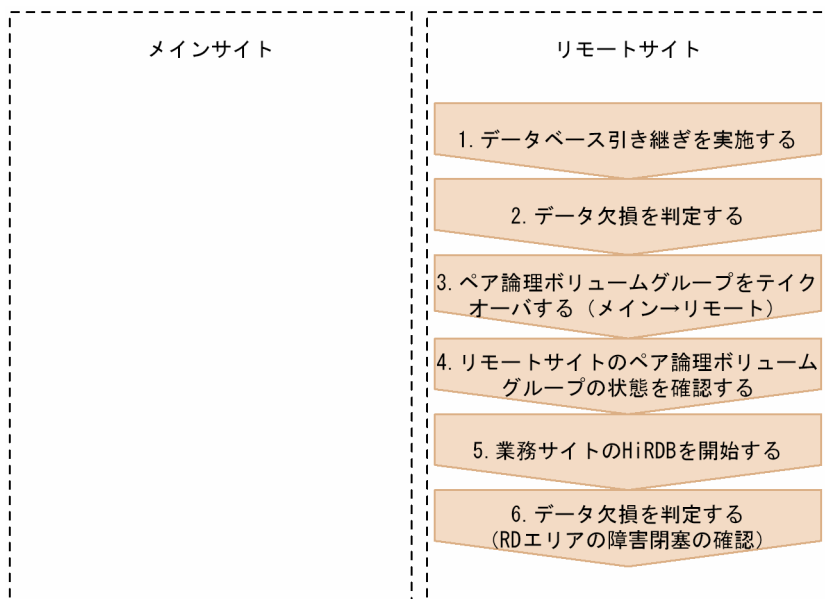 メインサイト
リモートサイト
1.データベース引き継ぎを実施する
2.データ欠損を判定する
3.ペア論理ボリュームグループをテイク
オーバする（メイン→リモート）
4.リモートサイトのペア論理ボリューム
グループの状態を確認する
5.業務サイトのHiRDBを開始する
6.データ欠損を判定する
（RDエリアの障害閉塞の確認）